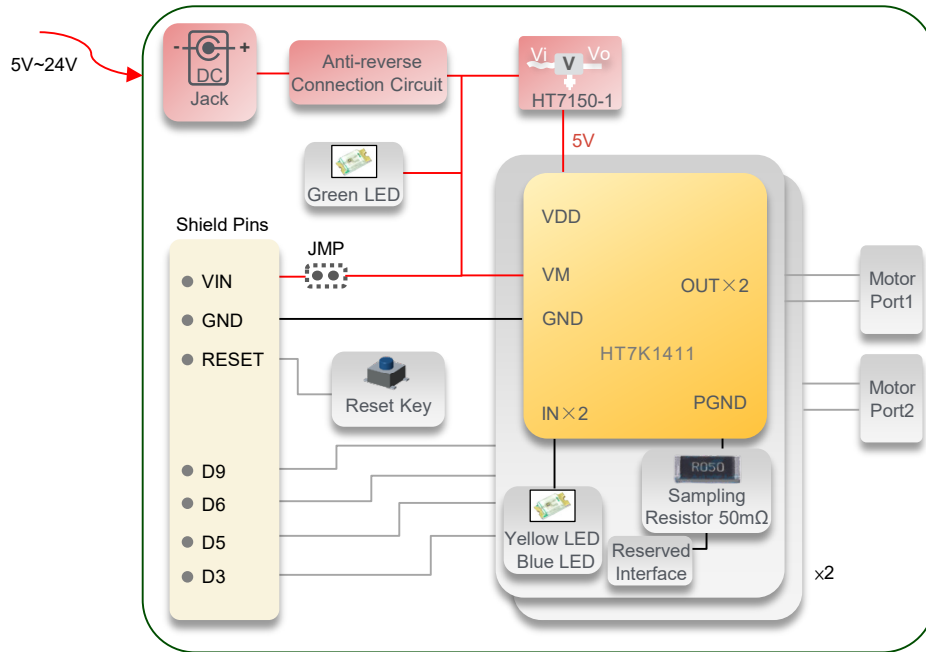 5V~24V
- +
DC
Jack
Anti-reverse
Connection Circuit
Vi V Vo
HT7150-1
5V
Green LED
Shield Pins
JMP
VIN
GND
RESET
D9
D6
D5
D3
Reset Key
VDD
VM
GND
OUT×2
HT7K1411
IN×2
PGND
R050
Sampling
Resistor 50mΩ
Yellow LED
Blue LED
Reserved
Interface
×2
Motor
Port1
Motor
Port2